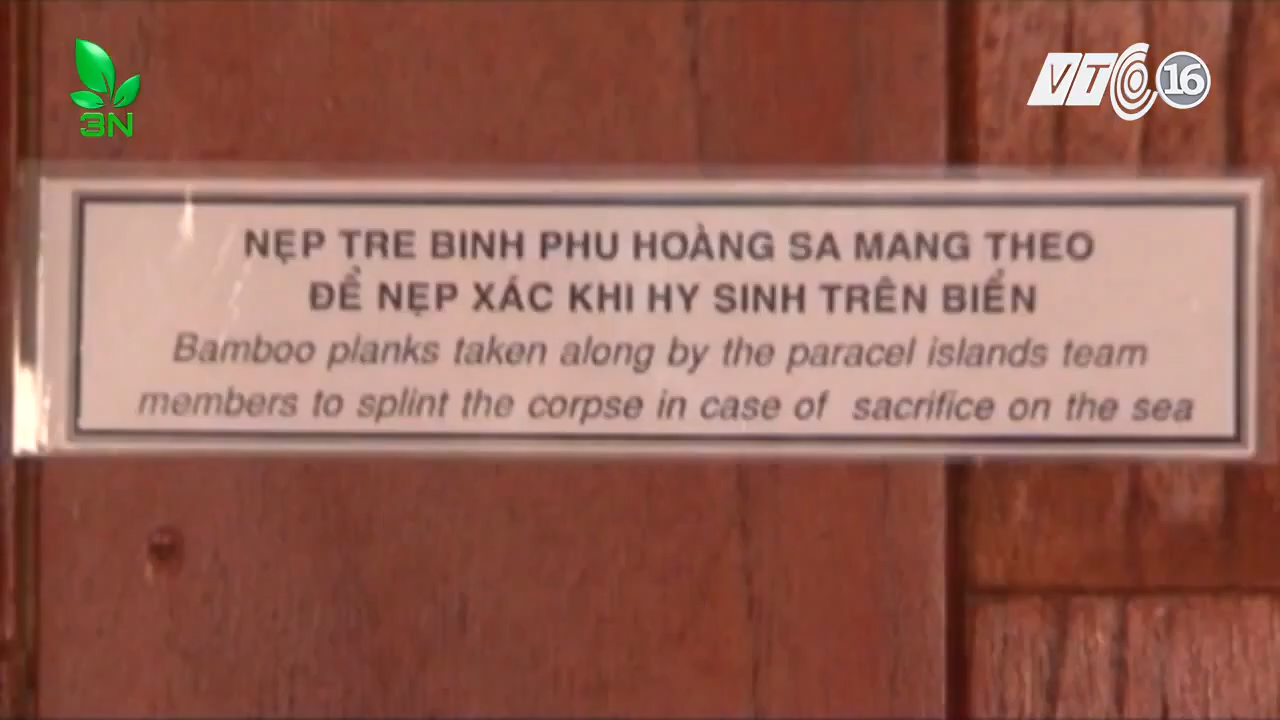 3N
VTC 16
NẸP TRE BINH PHU HOÀNG SA MANG THEO
ĐỂ NẸP XÁC KHI HY SINH TRÊN BIỂN
Bamboo planks taken along by the paracel islands team
members to splint the corpse in case of sacrifice on the sea